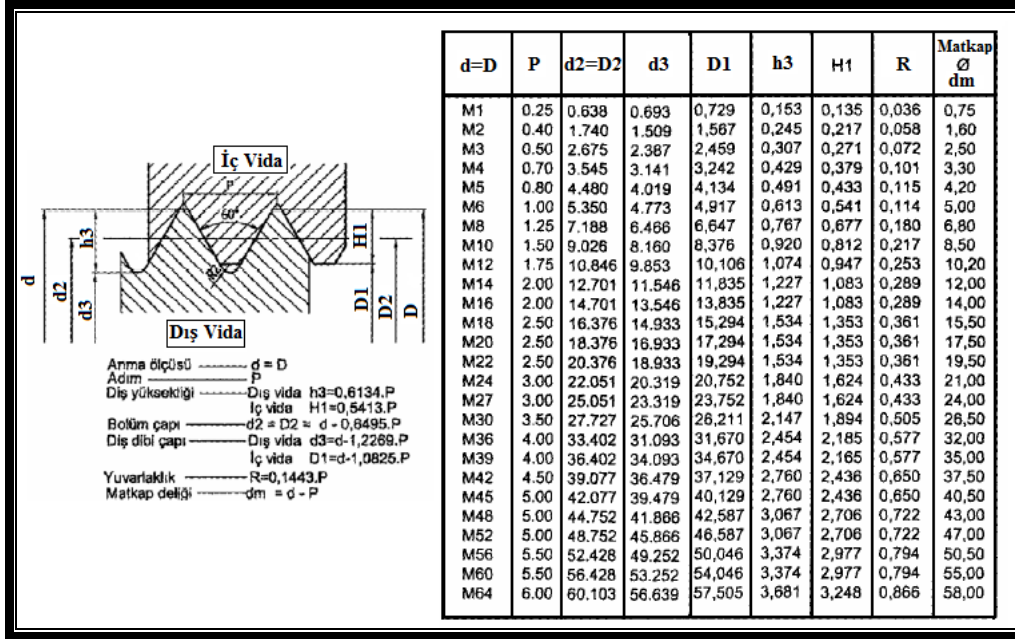 İç Vida
P
60°
h3
H1
d
d2
d3
D1
D2
D
Dış Vida
Anma ölçüsü d = D
Adım P
Diş yüksekliği Dış vida h3=0,6134.P
İç vida H1=0,5413.P
Bolüm çapı d2 = D2 = d - 0,6495.P
Diş dibi çapı Dış vida d3=d-1,2269.P
İç vida D1=d-1,0825.P
Yuvarlaklık R=0,1443.P
Matkap deliği dm = d - P
d=D P d2=D2 d3 D1 h3 H1 R Matkap Ø dm
M1 0.25 0.638 0.693 0,729 0,153 0,135 0,036 0,75
M2 0.40 1.740 1.509 1,567 0,245 0,217 0,058 1,60
M3 0.50 2.675 2.387 2,459 0,307 0,271 0,072 2,50
M4 0.70 3.545 3.141 3,242 0,429 0,379 0,101 3,30
M5 0.80 4.480 4.019 4,134 0,491 0,433 0,115 4,20
M6 1.00 5.350 4.773 4,917 0,613 0,541 0,114 5,00
M8 1.25 7.188 6.466 6,647 0,767 0,677 0,180 6,80
M10 1.50 9.026 8.160 8,376 0,920 0,812 0,217 8,50
M12 1.75 10.846 9.853 10,106 1,074 0,947 0,253 10,20
M14 2.00 12.701 11.546 11,835 1,227 1,083 0,289 12,00
M16 2.00 14.701 13.546 13,835 1,227 1,083 0,289 14,00
M18 2.50 16.376 14.933 15,294 1,534 1,353 0,361 15,50
M20 2.50 18.376 16.933 17,294 1,534 1,353 0,361 17,50
M22 2.50 20.376 18.933 19,294 1,534 1,353 0,361 19,50
M24 3.00 22.051 20.319 20,752 1,840 1,624 0,433 21,00
M27 3.00 25.051 23.319 23,752 1,840 1,624 0,433 24,00
M30 3.50 27.727 25.706 26,211 2,147 1,894 0,505 26,50
M36 4.00 33.402 31.093 31,670 2,454 2,185 0,577 32,00
M39 4.00 36.402 34.093 34,670 2,454 2,165 0,577 35,00
M42 4.50 39.077 36.479 37,129 2,760 2,436 0,650 37,50
M45 5.00 42.077 39.479 40,129 2,760 2,436 0,650 40,50
M48 5.00 44.752 41.866 42,587 3,067 2,706 0,722 43,00
M52 5.00 48.752 45.866 46,587 3,067 2,706 0,722 47,00
M56 5.50 52.428 49.252 50,046 3,374 2,977 0,794 50,50
M60 5.50 56.428 53.252 54,046 3,374 2,977 0,794 55,00
M64 6.00 60.103 56.639 57,505 3,681 3,248 0,866 58,00